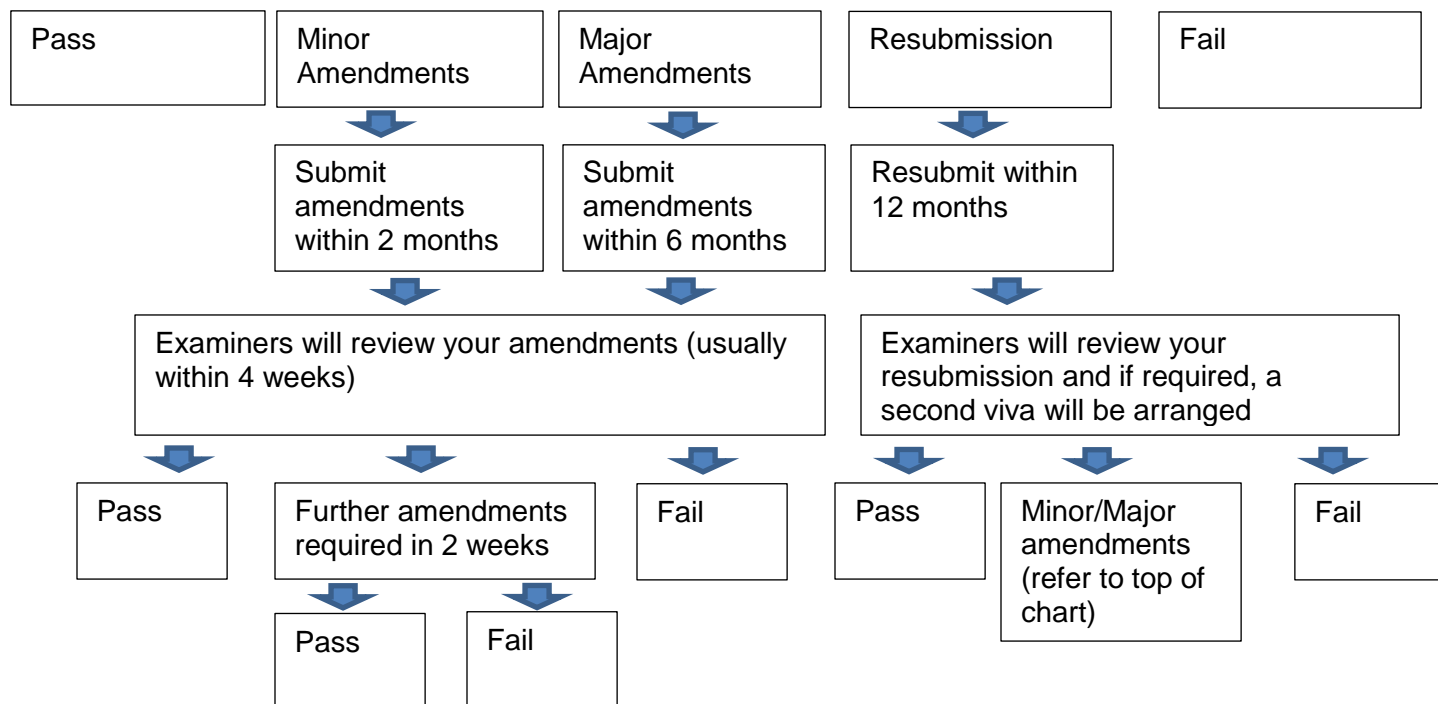 Pass
Minor
Amendments
Major
Amendments
Resubmission
Fail
Submit
amendments
within 2 months
Submit
amendments
within 6 months
Resubmit within
12 months
Examiners will review your amendments (usually
within 4 weeks)
Examiners will review your
resubmission and if required, a
second viva will be arranged
Pass
Further amendments
required in 2 weeks
Fail
Pass
Minor/Major
amendments
(refer to top of
chart)
Fail
Pass
Fail